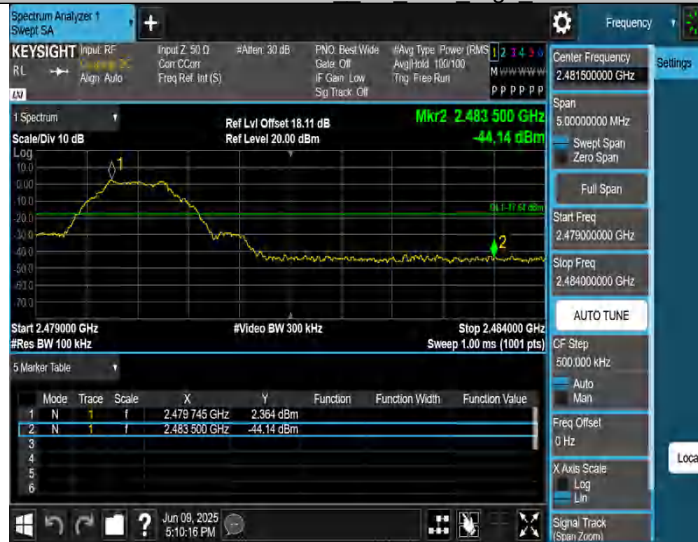 Spectrum Analyzer 1
Swept SA
+
Frequency
Settings
KEYSIGHT
RL
Input: RF
Coupling: DC
Align: Auto
Input Z: 50 Ω
Corr CCorr
Freq Ref: Int (S)
#Atten: 30 dB
PNO: Best Wide
Gate: Off
IF Gain: Low
Sig Track: Off
#Avg Type: Power (RMS
Avg|Hold: 100/100
Trig: Free Run
1 2 3 4 5 6
M W W W W W
P P P P P P
1 Spectrum
Scale/Div 10 dB
Ref Lvl Offset 18.11 dB
Ref Level 20.00 dBm
Mkr2 2.483 500 GHz
-44.14 dBm
Log
10.0
0.00
-10.0
-20.0
-30.0
-40.0
-50.0
-60.0
-70.0
1
2
Start 2.479000 GHz
#Video BW 300 kHz
Stop 2.484000 GHz
#Res BW 100 kHz
Sweep 1.00 ms (1001 pts)
5 Marker Table
Mode Trace Scale X Y Function Function Width Function Value
1 N 1 f 2.479 745 GHz 2.364 dBm
2 N 1 f 2.483 500 GHz -44.14 dBm
3
4
5
6
Center Frequency
2.481500000 GHz
Span
5.00000000 MHz
Swept Span
Zero Span
Full Span
Start Freq
2.479000000 GHz
Stop Freq
2.484000000 GHz
AUTO TUNE
CF Step
500.000 kHz
Auto
Man
Freq Offset
0 Hz
X Axis Scale
Log
Lin
Signal Track
(Span Zoom)
Loca
?
Jun 09, 2025
5:10:16 PM